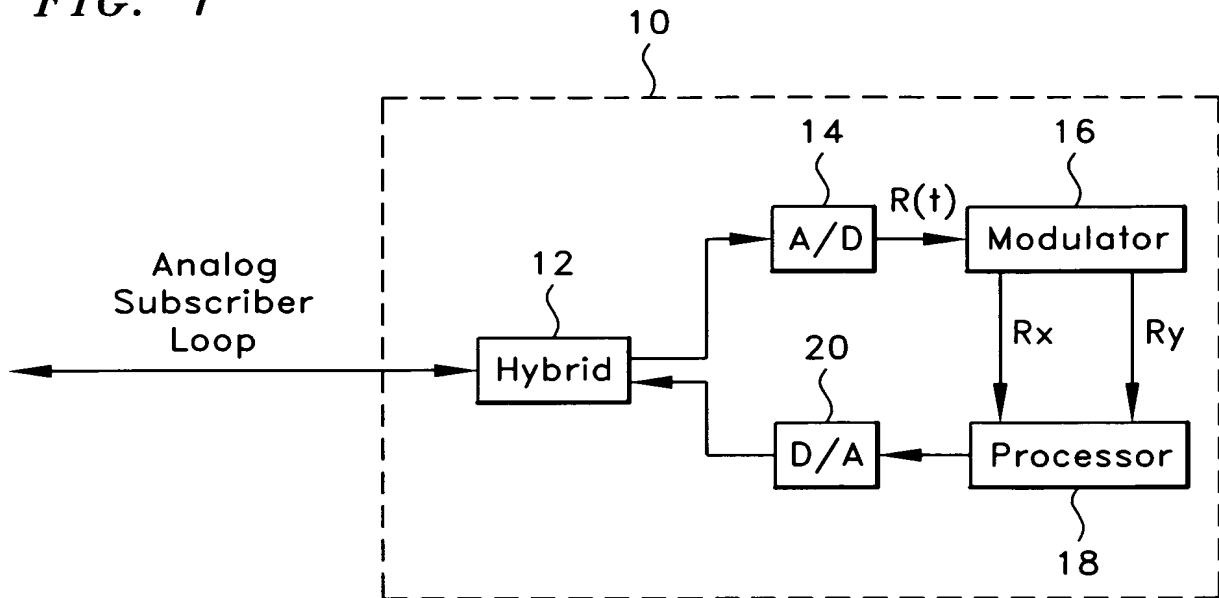 FIG. 1
10
14
16
R(t)
A/D
Modulator
Analog
Subscriber
Loop
12
Hybrid
Rx
Ry
20
D/A
Processor
18